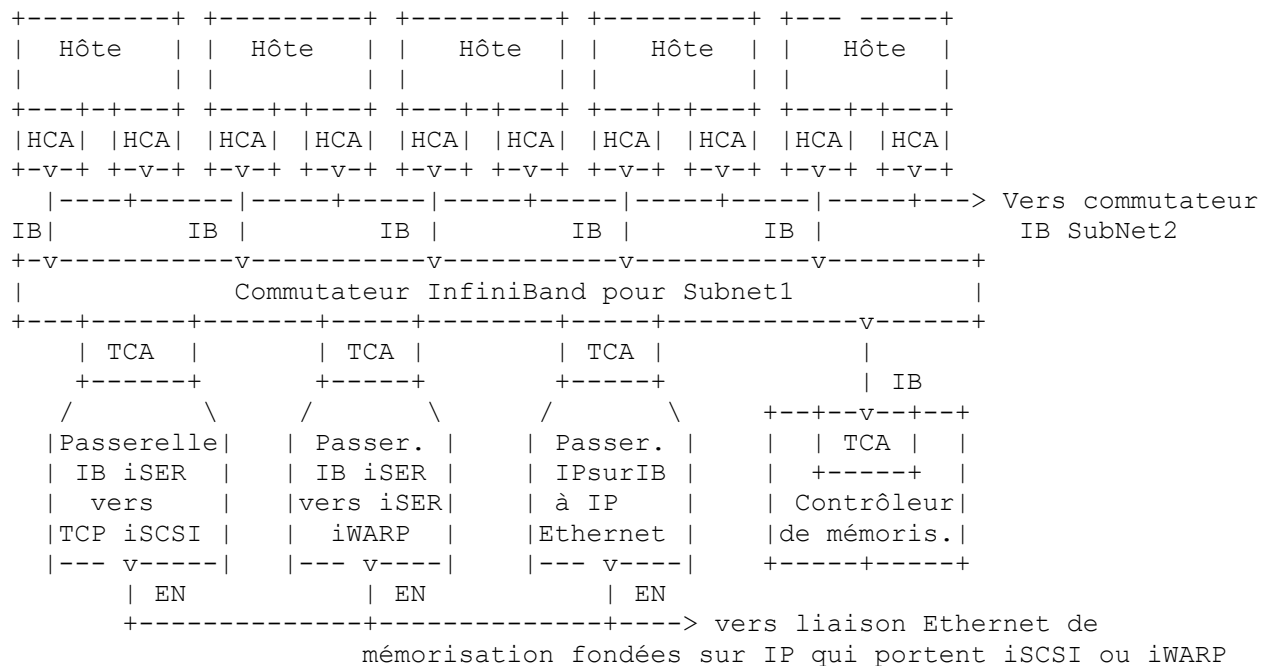 +---------+ +---------+ +---------+ +---------+ +--- -----+
|  Hôte   | |  Hôte   | |   Hôte  | |   Hôte  | |   Hôte  |
|         | |         | |         | |         | |         |
+---+-+---+ +---+-+---+ +---+-+---+ +---+-+---+ +---+-+---+
|HCA| |HCA| |HCA| |HCA| |HCA| |HCA| |HCA| |HCA| |HCA| |HCA|
+-v-+ +-v-+ +-v-+ +-v-+ +-v-+ +-v-+ +-v-+ +-v-+ +-v-+ +-v-+
  |----+------|-----+-----|-----+-----|-----+-----|-----+---> Vers commutateur
IB|        IB |        IB |        IB |        IB |            IB SubNet2
+-v-----------v-----------v-----------v-----------v---------+
|             Commutateur InfiniBand pour Subnet1           |
+---+------+-------+-----+--------+-----+------------v------+
    | TCA  |       | TCA |        | TCA |            |
    +------+       +-----+        +-----+            | IB
   /        \     /       \      /       \     +--+--v--+--+
  |Passerelle|   | Passer. |    | Passer. |    |  | TCA |  |
  | IB iSER  |   | IB iSER |    | IPsurIB |    |  +-----+  |
  |  vers    |   |vers iSER|    | à IP    |    | Contrôleur|
  |TCP iSCSI |   |  iWARP  |    |Ethernet |    |de mémoris.|
  |--- v-----|   |--- v----|    |--- v----|    +-----+-----+
       | EN           | EN            | EN
       +--------------+---------------+----> vers liaison Ethernet de
                      mémorisation fondées sur IP qui portent iSCSI ou iWARP